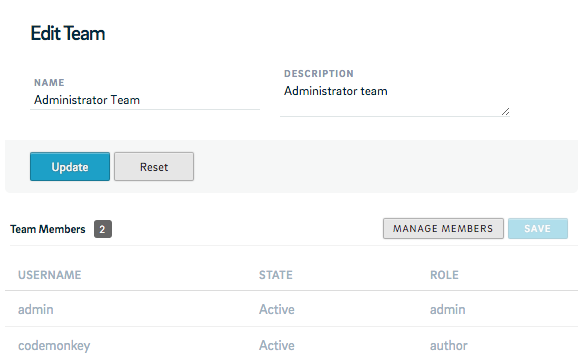 Edit Team
NAME
Administrator Team
DESCRIPTION
Administrator team
Update Reset
Team Members 2 MANAGE MEMBERS SAVE
USERNAME STATE ROLE
admin Active admin
codemonkey Active author